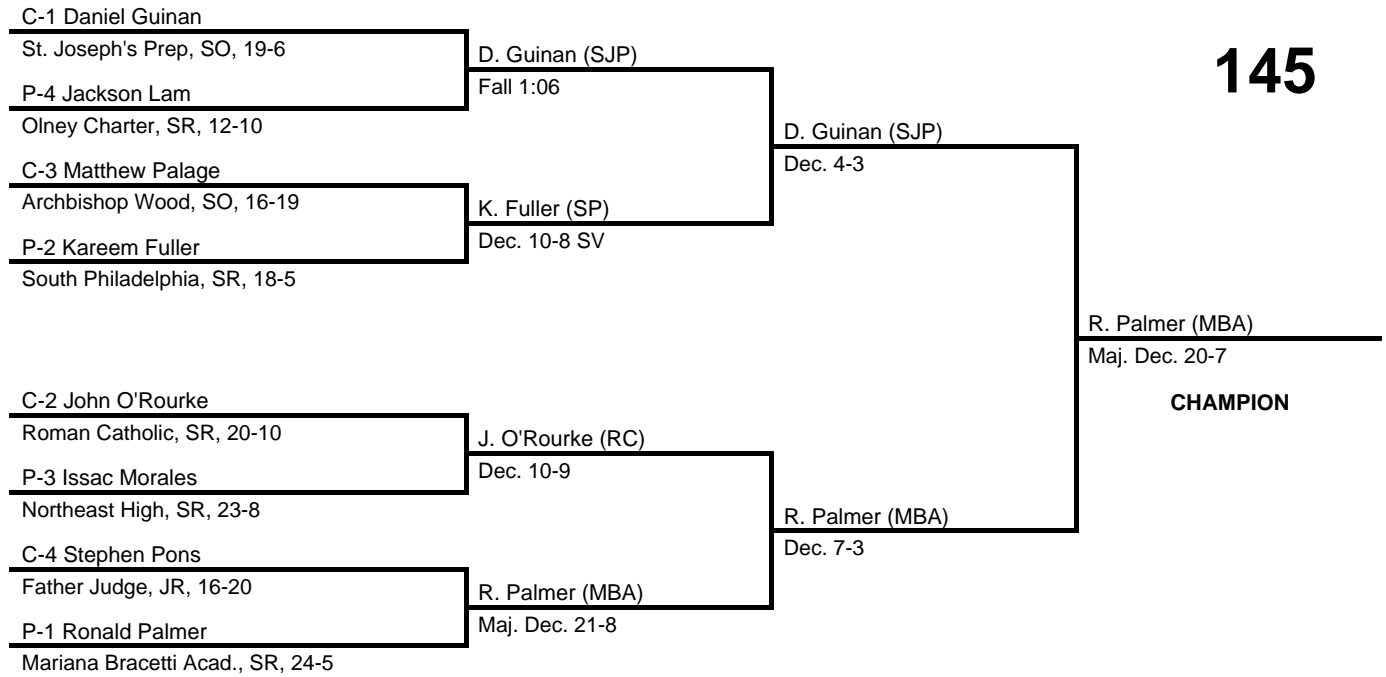 C-1 Daniel Guinan
St. Joseph's Prep, SO, 19-6
P-4 Jackson Lam
Olney Charter, SR, 12-10
C-3 Matthew Palage
Archbishop Wood, SO, 16-19
P-2 Kareem Fuller
South Philadelphia, SR, 18-5
C-2 John O'Rourke
Roman Catholic, SR, 20-10
P-3 Issac Morales
Northeast High, SR, 23-8
C-4 Stephen Pons
Father Judge, JR, 16-20
P-1 Ronald Palmer
Mariana Bracetti Acad., SR, 24-5
D. Guinan (SJP)
Fall 1:06
K. Fuller (SP)
Dec. 10-8 SV
J. O'Rourke (RC)
Dec. 10-9
R. Palmer (MBA)
Maj. Dec. 21-8
D. Guinan (SJP)
Dec. 4-3
R. Palmer (MBA)
Dec. 7-3
145
R. Palmer (MBA)
Maj. Dec. 20-7
CHAMPION